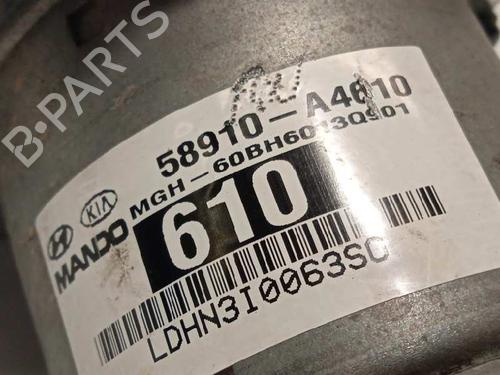 B-PARTS
58910-A4610
MGH-60BH6013Q901
KIA
MANDO
610
LDHN3I0063SC